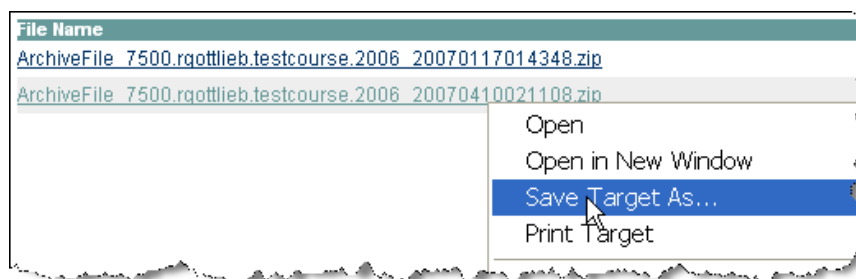 File Name
ArchiveFile_7500.rgottlieb.testcourse.2006_20070117014348.zip
ArchiveFile_7500.rgottlieb.testcourse.2006_20070410021108.zip
Open
Open in New Window
Save Target As...
Print Target